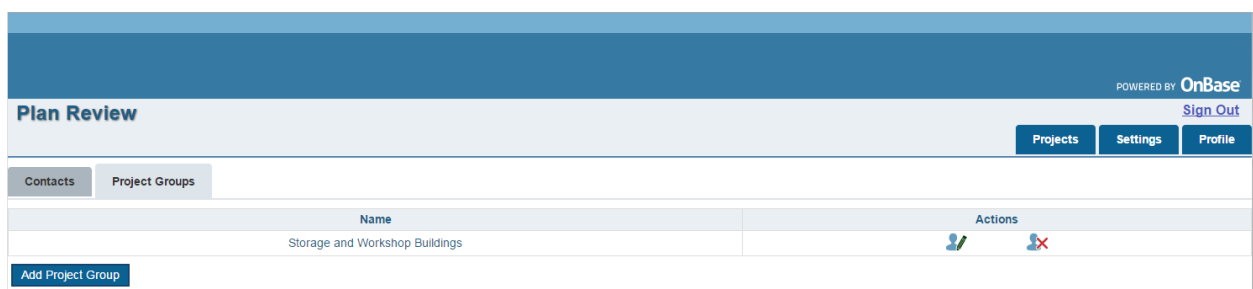 POWERED BY OnBase
Plan Review
Sign Out
Projects Settings Profile
Contacts Project Groups
Name Actions
Storage and Workshop Buildings
Add Project Group